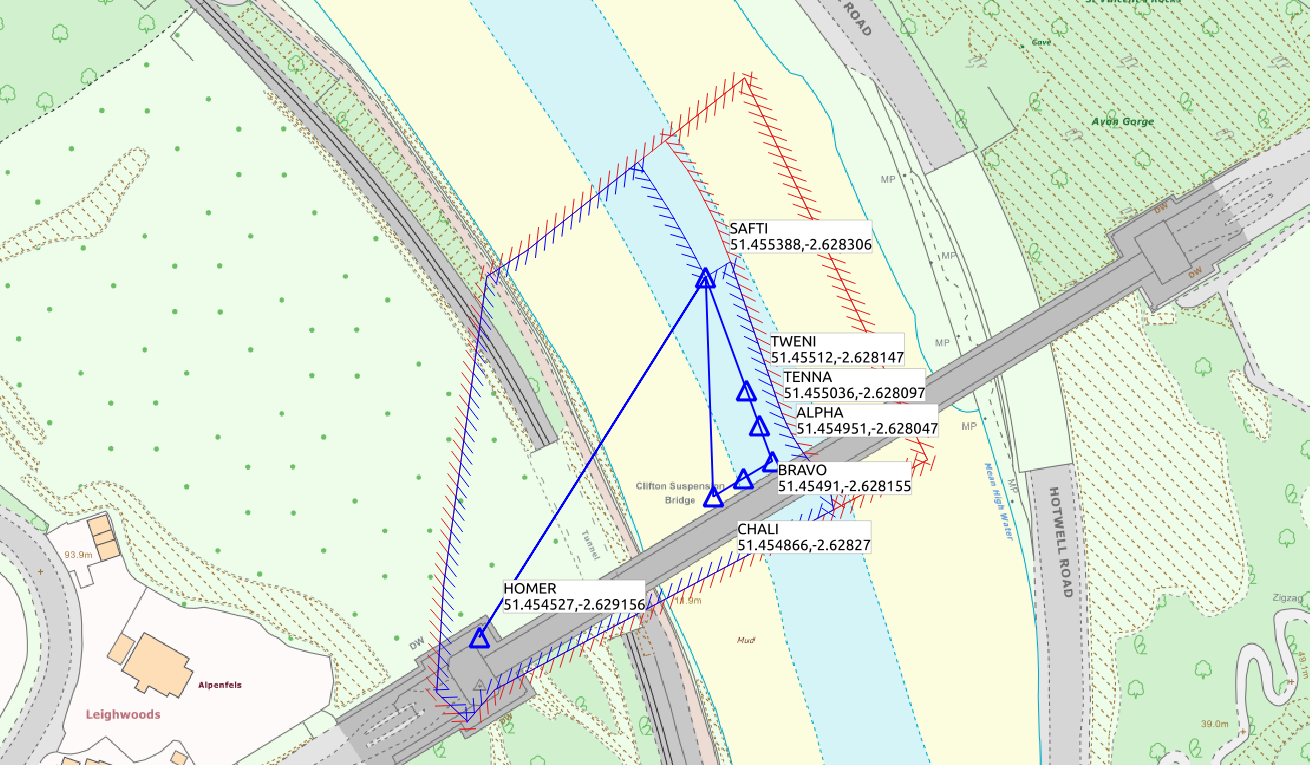 St Vincent's Rocks
ROAD
Cave
Avon Gorge
MP
DW
SAFTI
51.455388,-2.628306
MP
DW
TWENI
51.45512,-2.628147
MP
TENNA
51.455036,-2.628097
ALPHA
51.454951,-2.628047
MP
BRAVO
51.45491,-2.628155
Clifton Suspension
Bridge
MP
Mean High Water
HOTWELL ROAD
CHALI
51.454866,-2.62827
Tunnel
93.9m
HOMER
51.454527,-2.629156
Zigzag
DW
Mud
Alpenfels
Leighwoods
39.0m